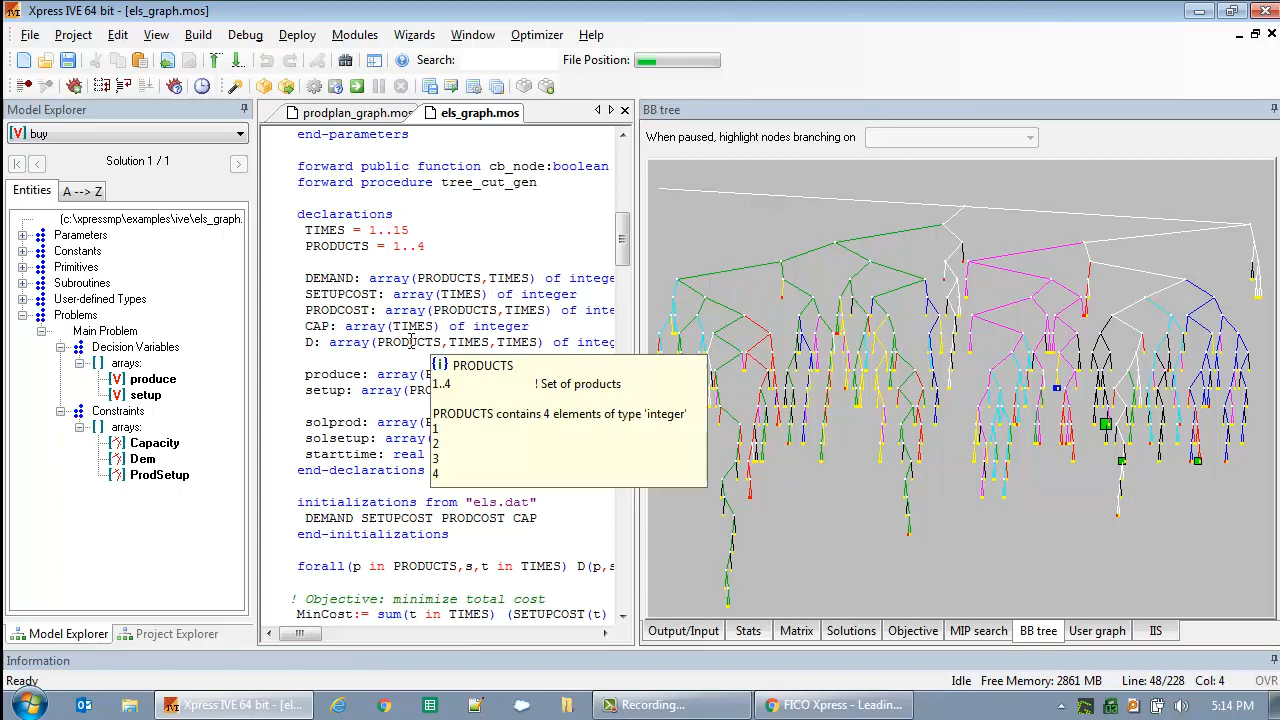 Xpress IVE 64 bit - [els_graph.mos]
File Project Edit View Build Debug Deploy Modules Wizards Window Optimizer Help
Search: File Position:
Model Explorer
buy
Solution 1 / 1
Entities A --> Z
[c:\xpressmp\examples\ive\els_graph.
Parameters
Constants
Primitives
Subroutines
User-defined Types
Problems
Main Problem
Decision Variables
arrays:
produce
setup
Constraints
arrays:
Capacity
Dem
ProdSetup
Model Explorer Project Explorer
prodplan_graph.mos els_graph.mos
end-parameters
forward public function cb_node:boolean
forward procedure tree_cut_gen
declarations
TIMES = 1..15
PRODUCTS = 1..4
DEMAND: array(PRODUCTS,TIMES) of intege
SETUPCOST: array(TIMES) of integer
PRODCOST: array(PRODUCTS,TIMES) of inte
CAP: array(TIMES) of integer
D: array(PRODUCTS,TIMES,TIMES) of integ
produce: array(P
setup: array(PRO
solprod: array(P
solsetup: array(
starttime: real
end-declarations
initializations from "els.dat"
DEMAND SETUPCOST PRODCOST CAP
end-initializations
forall(p in PRODUCTS,s,t in TIMES) D(p,s
! Objective: minimize total cost
MinCost:= sum(t in TIMES) (SETUPCOST(t)
{i} PRODUCTS
1..4 ! Set of products
PRODUCTS contains 4 elements of type 'integer'
1
2
3
4
BB tree
When paused, highlight nodes branching on
Output/Input Stats Matrix Solutions Objective MIP search BB tree User graph IIS
Information
Ready Idle Free Memory: 2861 MB Line: 48/228 Col: 4 OVR
Xpress IVE 64 bit - [els... Recording... FICO Xpress - Leadin... 5:14 PM